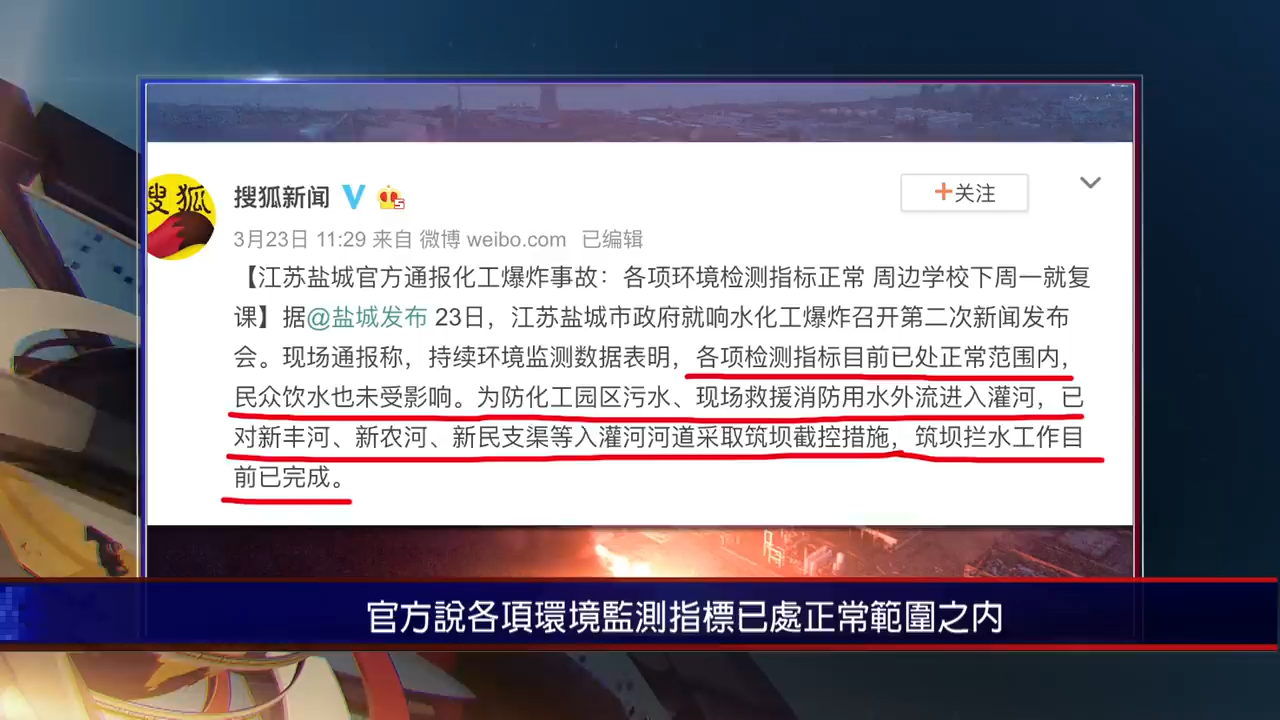 搜狐
搜狐新闻
5
+关注
3月23日 11:29 来自 微博 weibo.com 已编辑
【江苏盐城官方通报化工爆炸事故：各项环境检测指标正常 周边学校下周一就复
课】据@盐城发布 23日，江苏盐城市政府就响水化工爆炸召开第二次新闻发布
会。现场通报称，持续环境监测数据表明，各项检测指标目前已处正常范围内，
民众饮水也未受影响。为防化工园区污水、现场救援消防用水外流进入灌河，已
对新丰河、新农河、新民支渠等入灌河河道采取筑坝截控措施，筑坝拦水工作目
前已完成。
官方說各項環境監測指標已處正常範圍之内